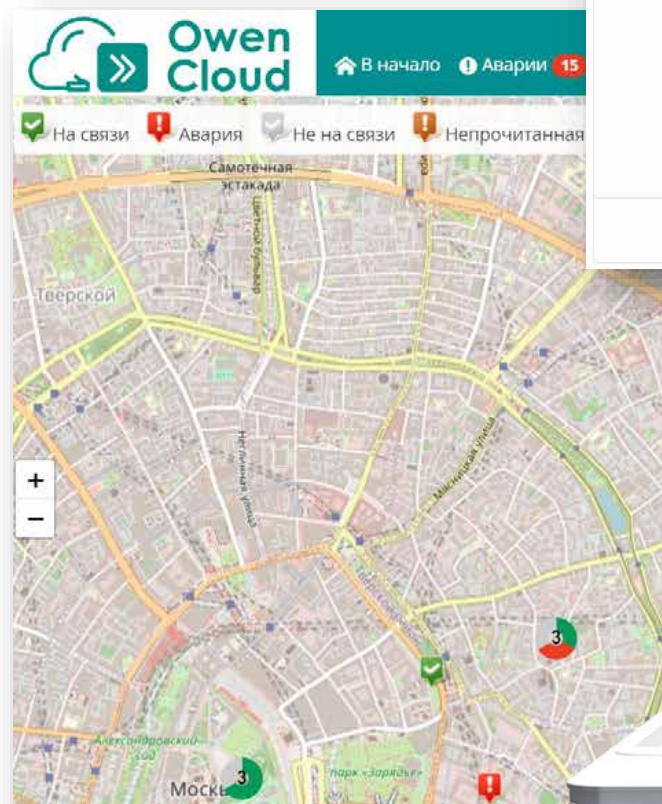 Owen
Cloud
В начало
Аварии 15
На связи
Авария
Не на связи
Непрочитанная
Самотечная
эстакада
Цветной бульвар
Тверской
Неглинная улица
Мясницкая улица
+
−
3
Александровский
сад
3
Моск
парк «Зарядье»